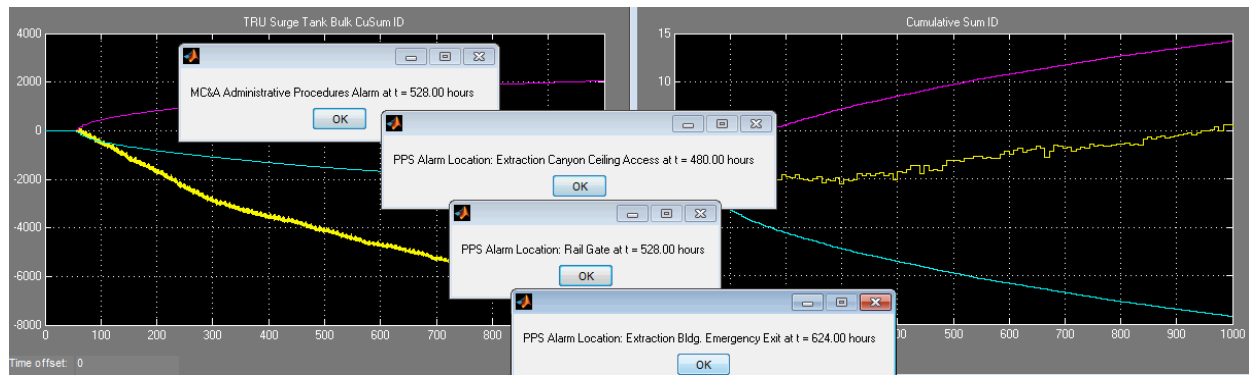 TRU Surge Tank Bulk CuSum ID
Cumulative Sum ID
4000
2000
0
-2000
-4000
-6000
-8000
0 100 200 300 400 500 600 700 800
15
10
500 600 700 800 900 1000
MC&A Administrative Procedures Alarm at t = 528.00 hours
OK
PPS Alarm Location: Extraction Canyon Ceiling Access at t = 480.00 hours
OK
PPS Alarm Location: Rail Gate at t = 528.00 hours
OK
PPS Alarm Location: Extraction Bldg. Emergency Exit at t = 624.00 hours
OK
Time offset: 0